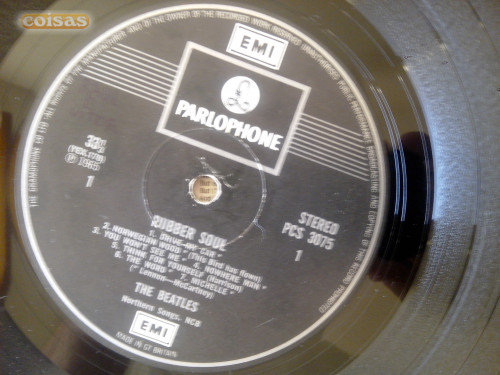 coisas
EMI
PARLOPHONE
33⅓
℗ 1965
1
STEREO
PCS 3075
1
RUBBER SOUL
1. DRIVE MY CAR *
2. NORWEGIAN WOOD * (This Bird Has Flown)
3. YOU WON'T SEE ME * 4. NOWHERE MAN *
5. THINK FOR YOURSELF (Harrison)
6. THE WORD * 7. MICHELLE *
(* Lennon—McCartney)
THE BEATLES
Northern Songs, NCB
EMI
MADE IN GT BRITAIN